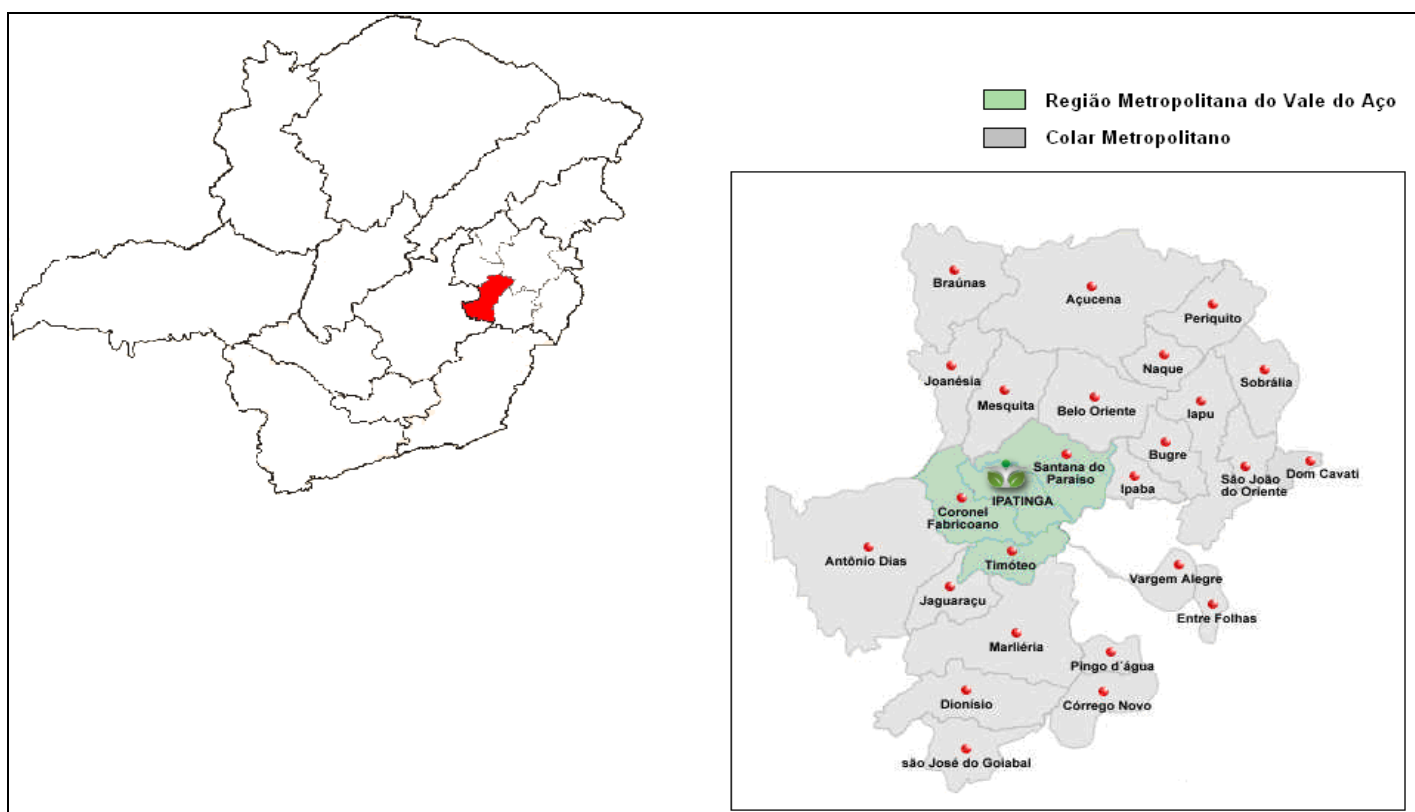 Região Metropolitana do Vale do Aço
Colar Metropolitano
Braúnas
Açucena
Periquito
Naque
Joanésia
Sobrália
Mesquita
Belo Oriente
Iapu
Bugre
Santana do
Paraíso
Ipaba
São João
do Oriente
Dom Cavati
IPATINGA
Coronel
Fabricoano
Antônio Dias
Timóteo
Vargem Alegre
Jaguaraçu
Entre Folhas
Marliéria
Pingo d´água
Dionísio
Córrego Novo
são José do Goiabal